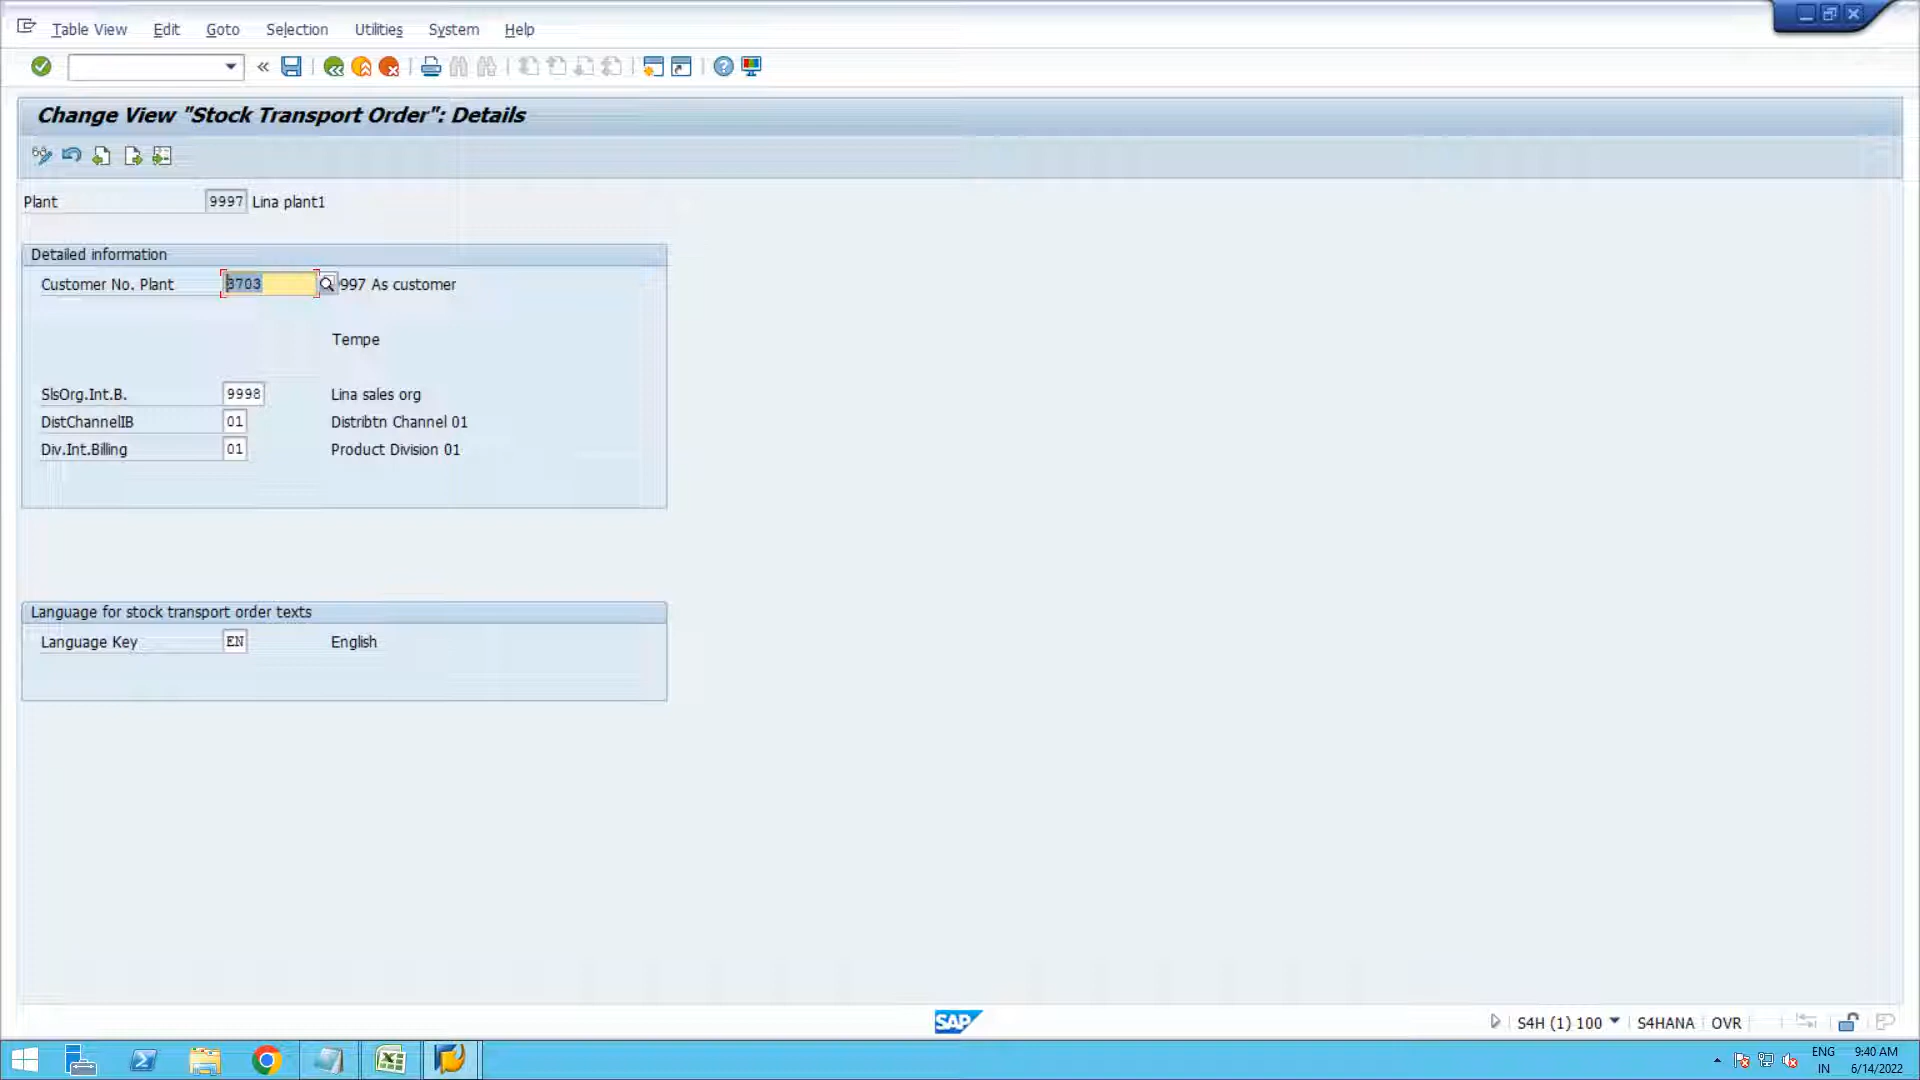 Table View Edit Goto Selection Utilities System Help
Change View "Stock Transport Order": Details
Plant 9997 Lina plant1
Detailed information
Customer No. Plant 3703 997 As customer
Tempe
SlsOrg.Int.B. 9998 Lina sales org
DistChannelIB 01 Distribtn Channel 01
Div.Int.Billing 01 Product Division 01
Language for stock transport order texts
Language Key EN English
SAP S4H (1) 100 S4HANA OVR
ENG 9:40 AM
IN 6/14/2022